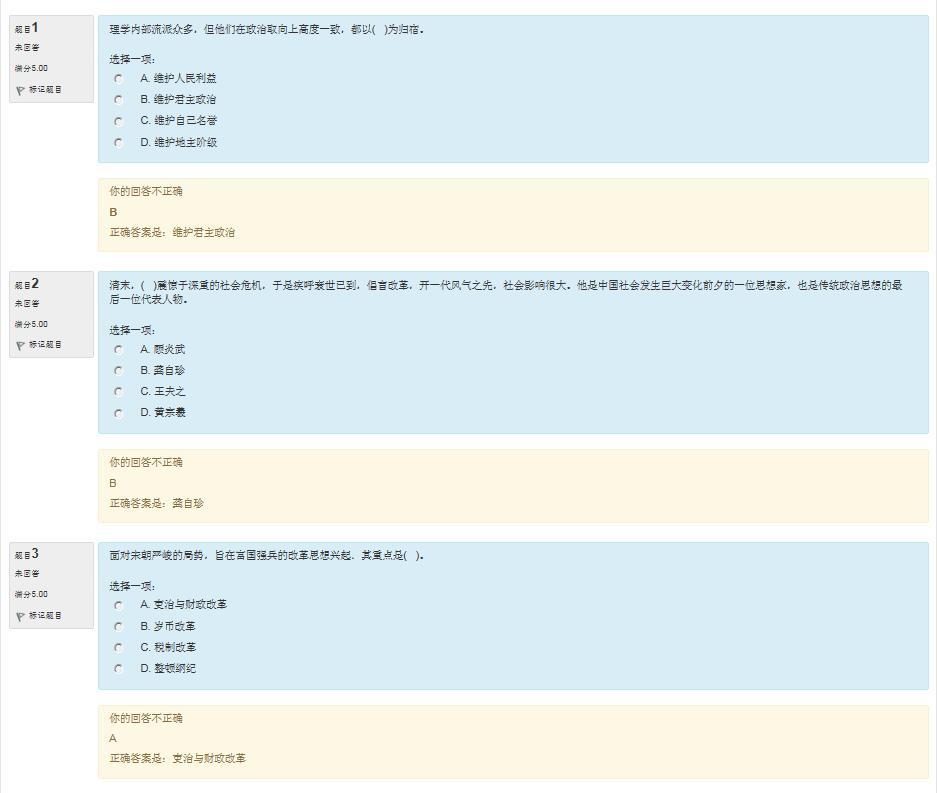 题目1
未回答
满分5.00
标记题目
理学内部流派众多，但他们在政治取向上高度一致，都以( )为归宿。
选择一项：
A. 维护人民利益
B. 维护君主政治
C. 维护自己名誉
D. 维护地主阶级
你的回答不正确
B
正确答案是：维护君主政治
题目2
未回答
满分5.00
标记题目
清末，( )震惊于深重的社会危机，于是疾呼衰世已到，倡言改革，开一代风气之先，社会影响很大。他是中国社会发生巨大变化前夕的一位思想家，也是传统政治思想的最
后一位代表人物。
选择一项：
A. 顾炎武
B. 龚自珍
C. 王夫之
D. 黄宗羲
你的回答不正确
B
正确答案是：龚自珍
题目3
未回答
满分5.00
标记题目
面对宋朝严峻的局势，旨在富国强兵的改革思想兴起，其重点是( )。
选择一项：
A. 吏治与财政改革
B. 岁币改革
C. 税制改革
D. 整顿纲纪
你的回答不正确
A
正确答案是：吏治与财政改革